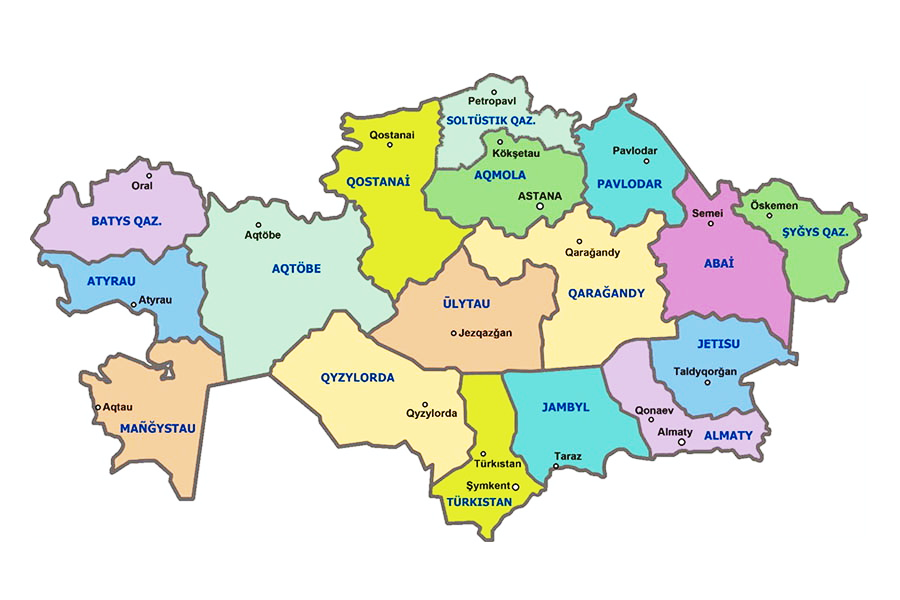 Petropavl
SOLTÜSTIK QAZ.
Qostanai
Kökşetau
Pavlodar
Oral
QOSTANAİ
AQMOLA
PAVLODAR
ASTANA
Öskemen
Semei
BATYS QAZ.
Aqtöbe
ŞYĞYS QAZ.
Qarağandy
AQTÖBE
ABAİ
ATYRAU
Atyrau
ÜLYTAU
QARAĞANDY
Jezqazğan
JETISU
QYZYLORDA
Taldyqorğan
Aqtau
Qyzylorda
JAMBYL
Qonaev
MAÑĞYSTAU
Almaty
ALMATY
Türkıstan
Taraz
Şymkent
TÜRKISTAN